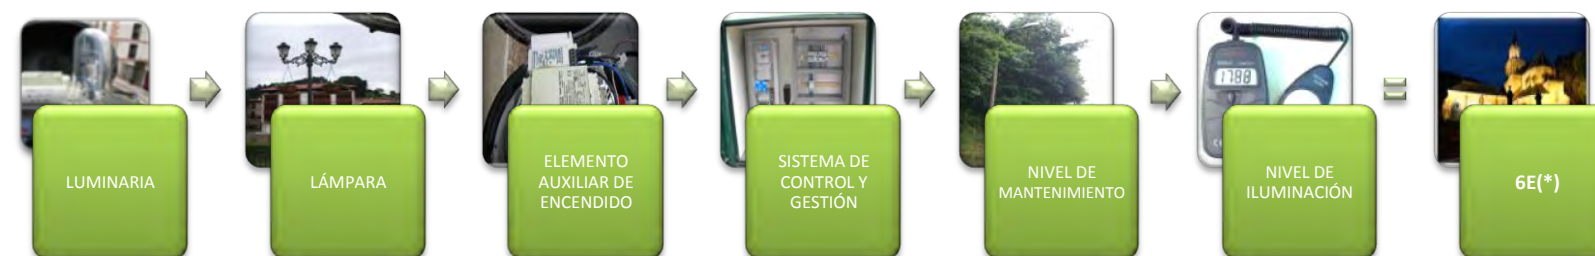 LUMINARIA
LÁMPARA
ELEMENTO
AUXILIAR DE
ENCENDIDO
SISTEMA DE
CONTROL Y
GESTIÓN
NIVEL DE
MANTENIMIENTO
1788
NIVEL DE
ILUMINACIÓN
6E(*)